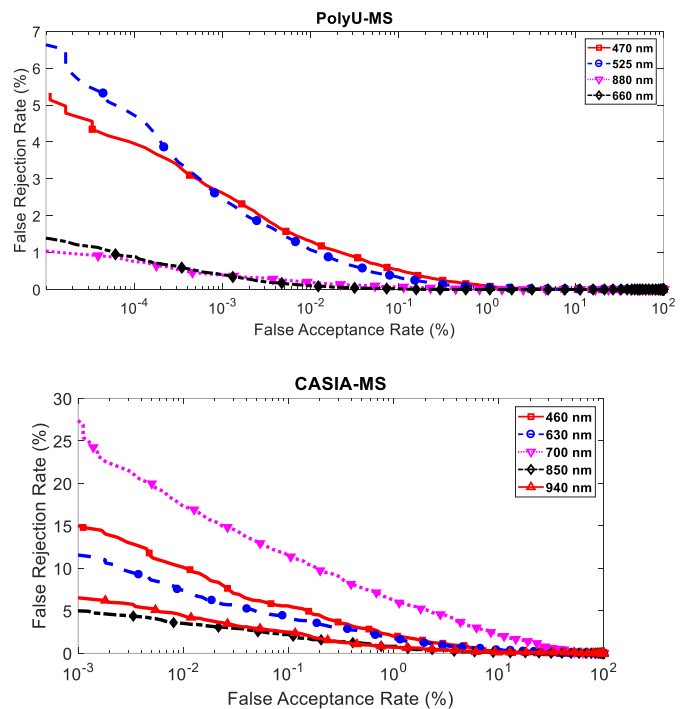 PolyU-MS
False Rejection Rate (%)
7
6
5
4
3
2
1
0
470 nm
525 nm
880 nm
660 nm
10^-4 10^-3 10^-2 10^-1 10^0 10^1 10^2
False Acceptance Rate (%)
CASIA-MS
False Rejection Rate (%)
30
25
20
15
10
5
0
460 nm
630 nm
700 nm
850 nm
940 nm
10^-3 10^-2 10^-1 10^0 10^1 10^2
False Acceptance Rate (%)